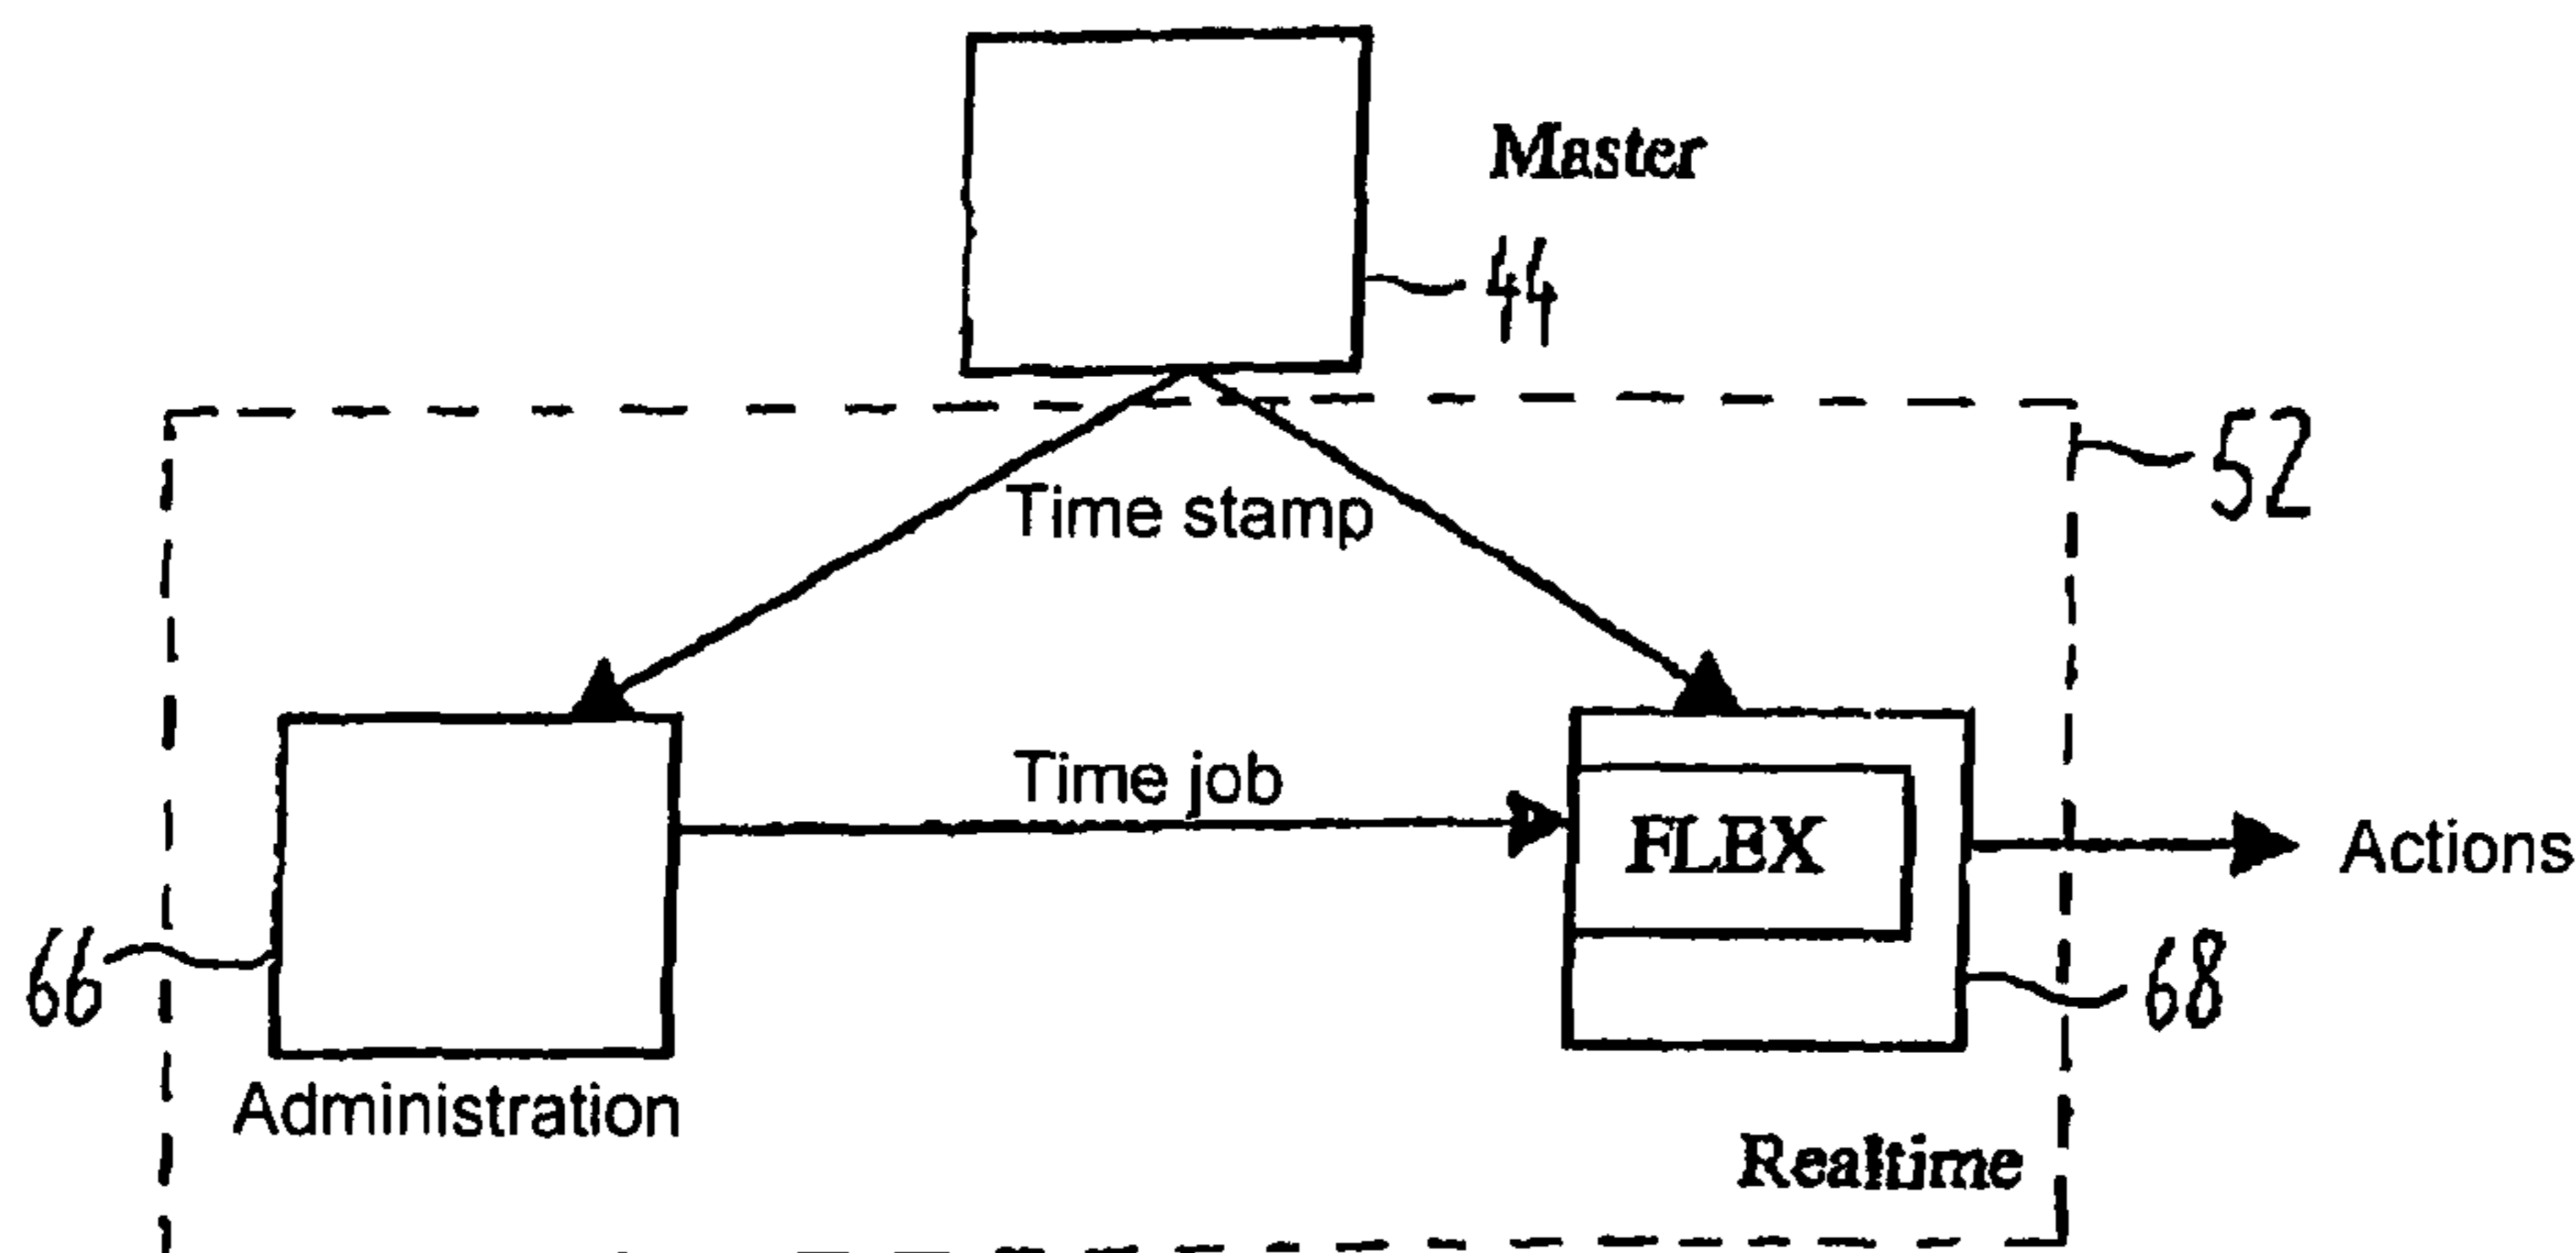 Master
44
52
Time stamp
Time job
FLEX
Actions
66
68
Administration
Realtime